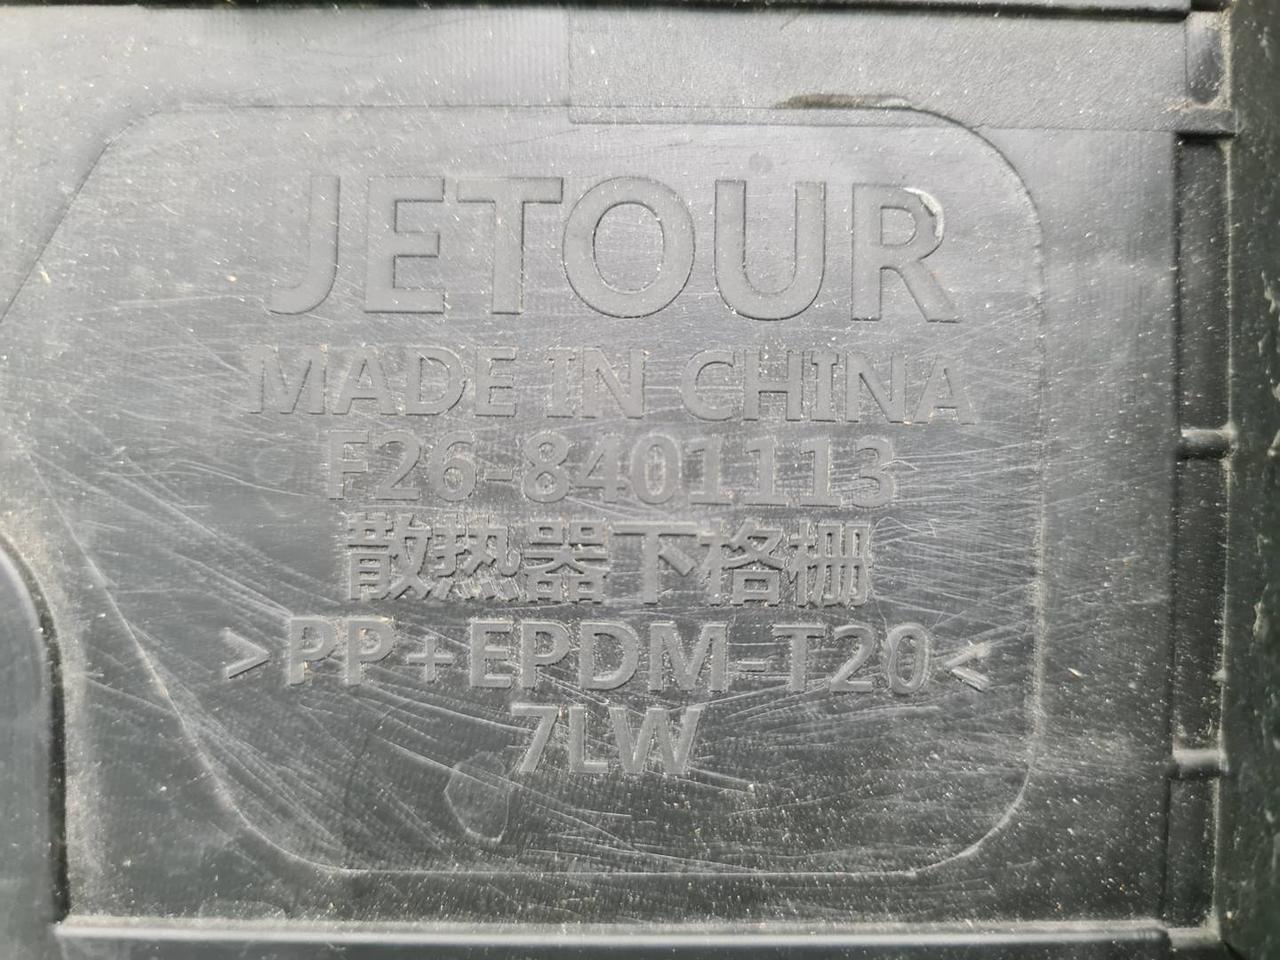 JETOUR
MADE IN CHINA
F26-8401113
散热器下格栅
>PP+EPDM-T20<
7LW